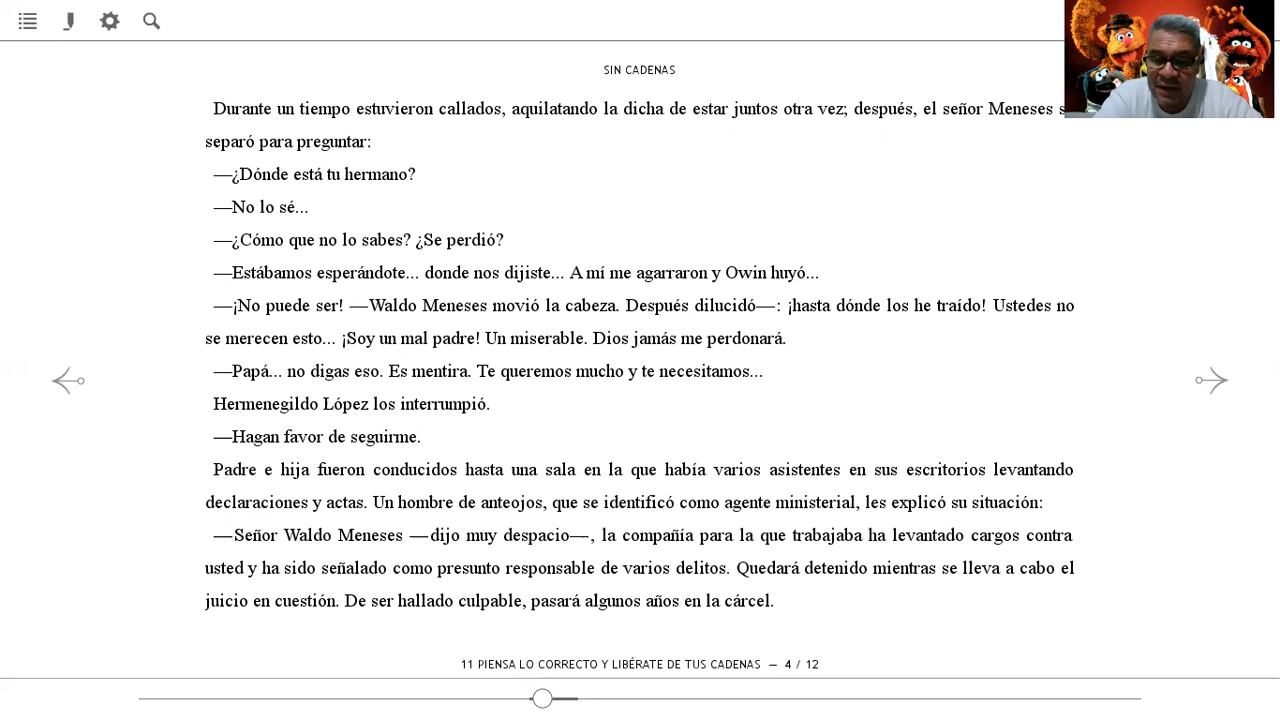 SIN CADENAS
Durante un tiempo estuvieron callados, aquilatando la dicha de estar juntos otra vez; después, el señor Meneses
separó para preguntar:
—¿Dónde está tu hermano?
—No lo sé...
—¿Cómo que no lo sabes? ¿Se perdió?
—Estábamos esperándote... donde nos dijiste... A mí me agarraron y Owin huyó...
—¡No puede ser! —Waldo Meneses movió la cabeza. Después dilucidó—: ¡hasta dónde los he traído! Ustedes no
se merecen esto... ¡Soy un mal padre! Un miserable. Dios jamás me perdonará.
—Papá... no digas eso. Es mentira. Te queremos mucho y te necesitamos...
Hermenegildo López los interrumpió.
—Hagan favor de seguirme.
Padre e hija fueron conducidos hasta una sala en la que había varios asistentes en sus escritorios levantando
declaraciones y actas. Un hombre de anteojos, que se identificó como agente ministerial, les explicó su situación:
—Señor Waldo Meneses —dijo muy despacio—, la compañía para la que trabajaba ha levantado cargos contra
usted y ha sido señalado como presunto responsable de varios delitos. Quedará detenido mientras se lleva a cabo el
juicio en cuestión. De ser hallado culpable, pasará algunos años en la cárcel.
11 PIENSA LO CORRECTO Y LIBÉRATE DE TUS CADENAS — 4 / 12